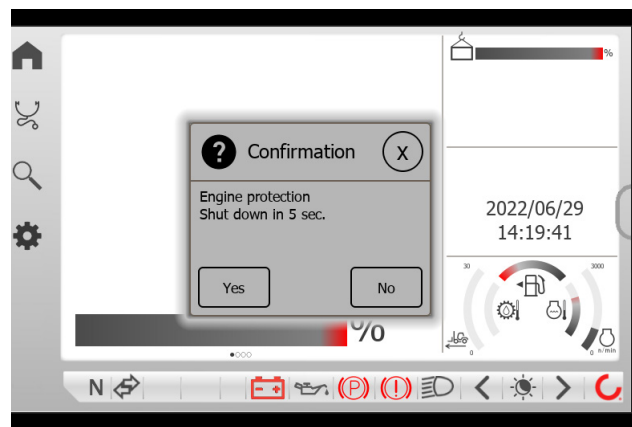 %
Confirmation
X
Engine protection
Shut down in 5 sec.
Yes
No
%
2022/06/29
14:19:41
30
3000
0
0
n/min
N
P